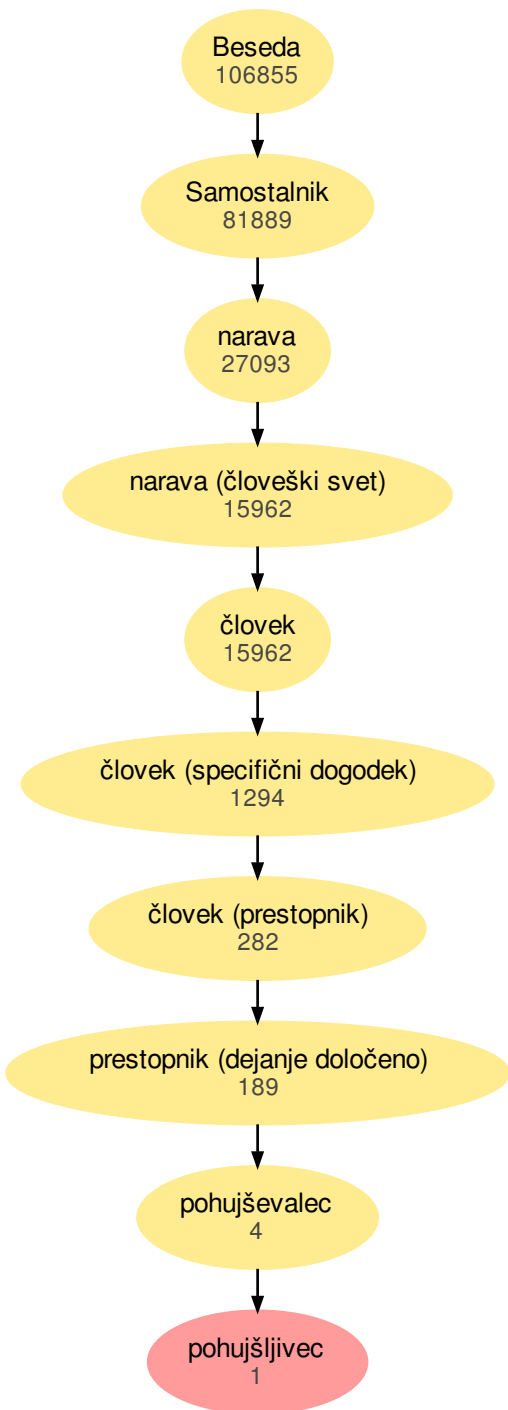 Beseda
106855
Samostalnik
81889
narava
27093
narava (človeški svet)
15962
človek
15962
človek (specifični dogodek)
1294
človek (prestopnik)
282
prestopnik (dejanje določeno)
189
pohujševalec
4
pohujšljivec
1